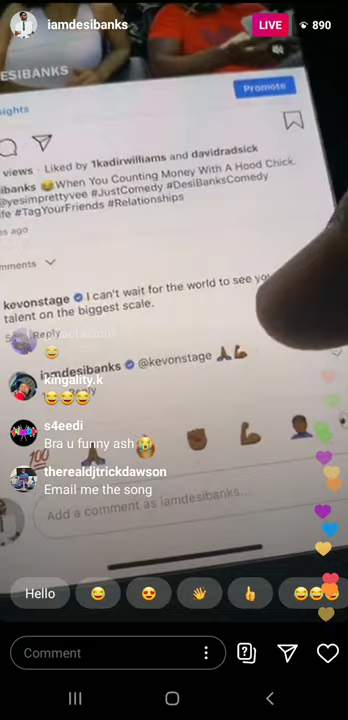 iamdesibanks
LIVE
890
ESIBANKS
sights
Promote
views · Liked by 1kadirwilliams and davidradsick
ibanks 😂When You Counting Money With A Hood Chick.
@yesimprettyvee #JustComedy #DesiBanksComedy
ife #TagYourFriends #Relationships
es ago
mments
kevonstage I can't wait for the world to see you
talent on the biggest scale.
Reply
😂
iamdesibanks @kevonstage 🙏🏾💪🏾
kingality.k
😂😂😂
s4eedi
Bra u funny ash 😭
therealdjtrickdawson
Email me the song
💯
Add a comment as iamdesibanks...
Hello
Comment